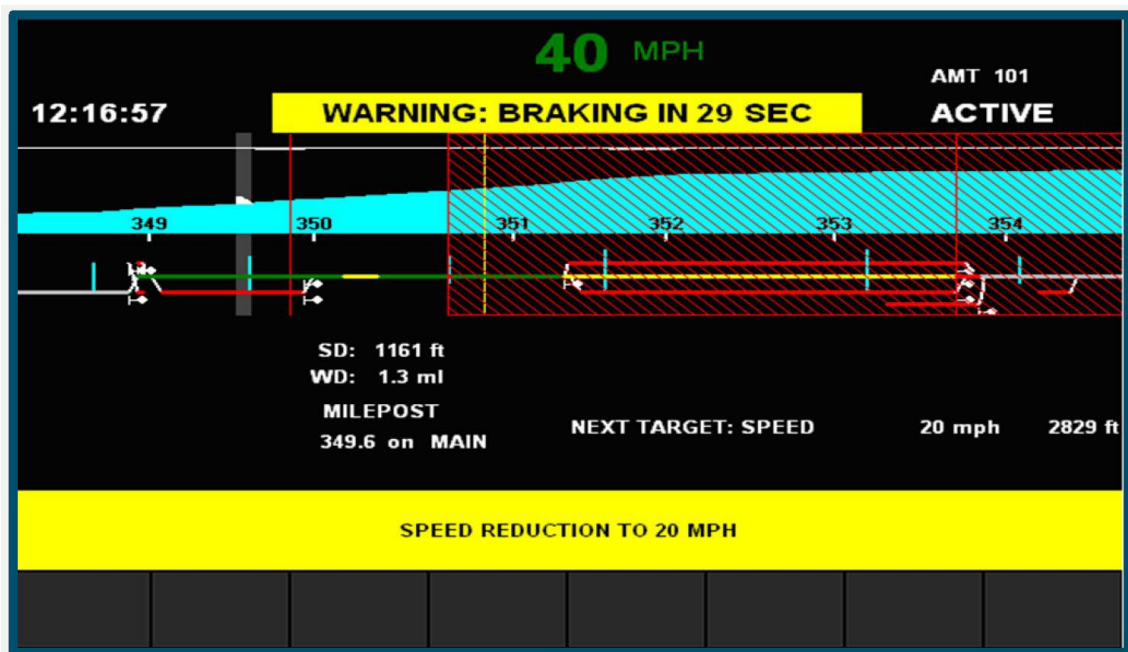 40 MPH
AMT 101
12:16:57
WARNING: BRAKING IN 29 SEC
ACTIVE
349 350 351 352 353 354
SD: 1161 ft
WD: 1.3 ml
MILEPOST
349.6 on MAIN
NEXT TARGET: SPEED 20 mph 2829 ft
SPEED REDUCTION TO 20 MPH